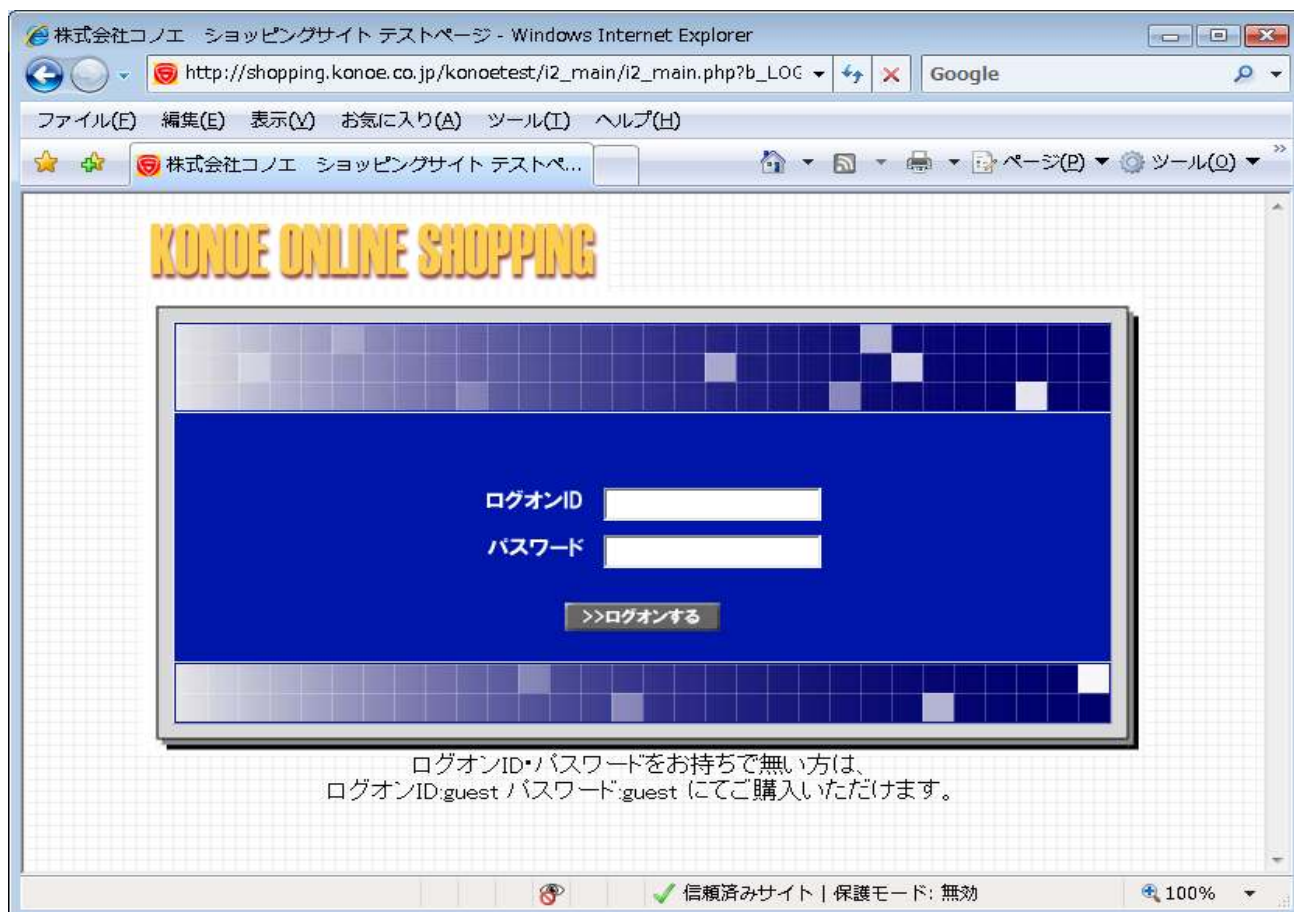 株式会社コノエ　ショッピングサイト テストページ - Windows Internet Explorer
http://shopping.konoe.co.jp/konoetest/i2_main/i2_main.php?b_LOG
Google
ファイル(F) 編集(E) 表示(V) お気に入り(A) ツール(T) ヘルプ(H)
株式会社コノエ　ショッピングサイト テストペ...
ページ(P) ツール(O)
KONOE ONLINE SHOPPING
ログオンID
パスワード
>>ログオンする
ログオンID・パスワードをお持ちで無い方は、
ログオンID:guest パスワード:guest にてご購入いただけます。
信頼済みサイト | 保護モード: 無効
100%